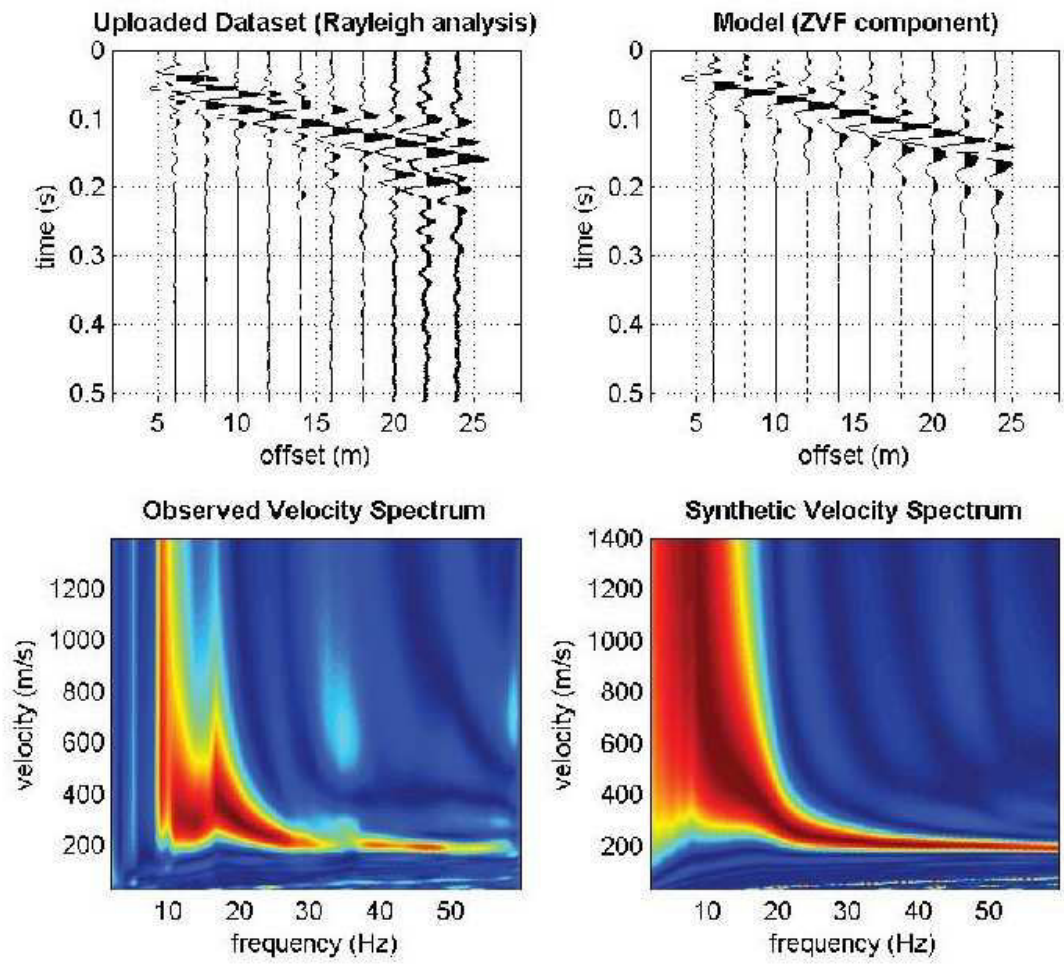 Uploaded Dataset (Rayleigh analysis)
0
0.1
0.2
0.3
0.4
0.5
time (s)
5 10 15 20 25
offset (m)
Model (ZVF component)
0
0.1
0.2
0.3
0.4
0.5
time (s)
5 10 15 20 25
offset (m)
Observed Velocity Spectrum
1200
1000
800
600
400
200
velocity (m/s)
10 20 30 40 50
frequency (Hz)
Synthetic Velocity Spectrum
1400
1200
1000
800
600
400
200
velocity (m/s)
10 20 30 40 50
frequency (Hz)